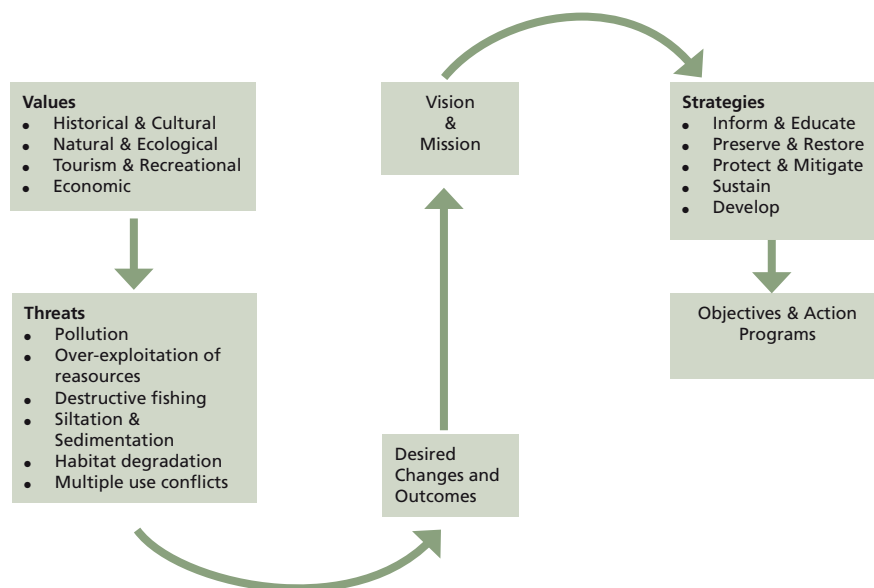 Values
• Historical & Cultural
• Natural & Ecological
• Tourism & Recreational
• Economic
Threats
• Pollution
• Over-exploitation of
reasources
• Destructive fishing
• Siltation &
Sedimentation
• Habitat degradation
• Multiple use conflicts
Desired
Changes and
Outcomes
Vision
&
Mission
Strategies
• Inform & Educate
• Preserve & Restore
• Protect & Mitigate
• Sustain
• Develop
Objectives & Action
Programs